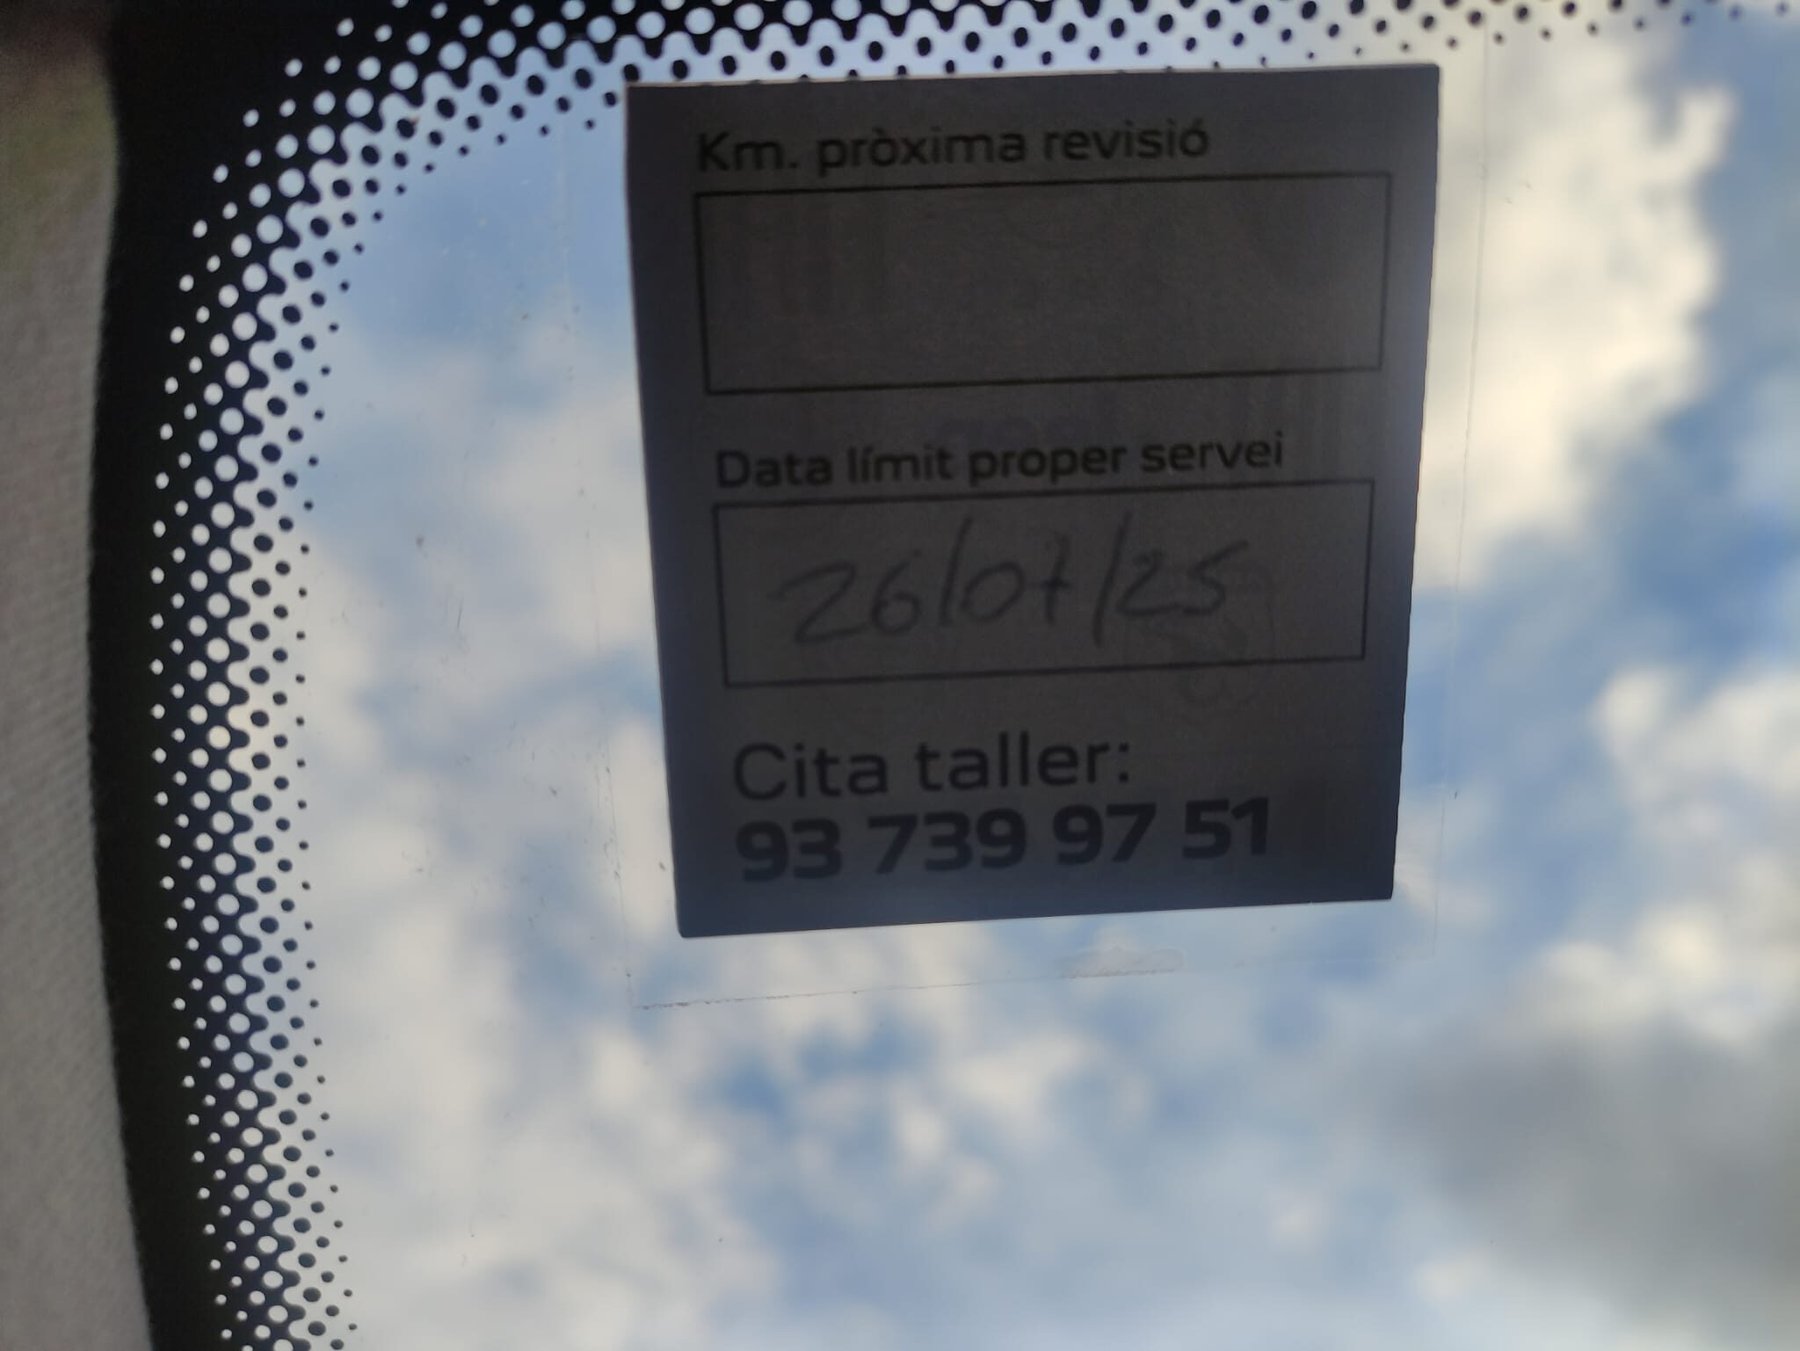 Km. pròxima revisió
Data límit proper servei
26/07/25
Cita taller:
93 739 97 51